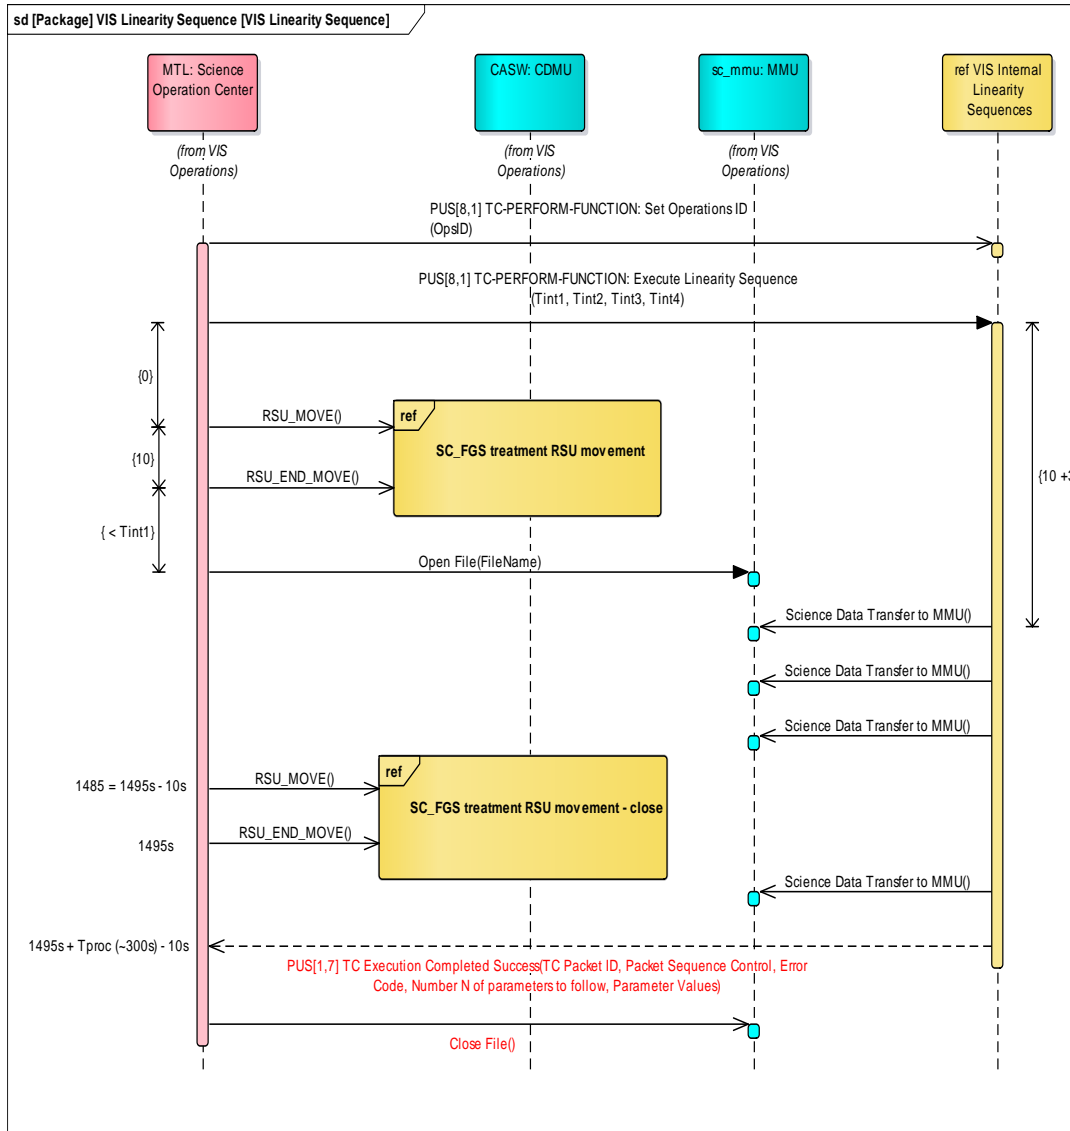 sd [Package] VIS Linearity Sequence [VIS Linearity Sequence]
MTL: Science
Operation Center
CASW: CDMU
sc_mmu: MMU
ref VIS Internal
Linearity
Sequences
(from VIS
Operations)
(from VIS
Operations)
(from VIS
Operations)
PUS[8,1] TC-PERFORM-FUNCTION: Set Operations ID
(OpsID)
PUS[8,1] TC-PERFORM-FUNCTION: Execute Linearity Sequence
(Tint1, Tint2, Tint3, Tint4)
{0}
RSU_MOVE()
ref
SC_FGS treatment RSU movement
{10}
RSU_END_MOVE()
{10 +3
{ < Tint1}
Open File(FileName)
Science Data Transfer to MMU()
Science Data Transfer to MMU()
Science Data Transfer to MMU()
ref
1485 = 1495s - 10s
RSU_MOVE()
SC_FGS treatment RSU movement - close
RSU_END_MOVE()
1495s
Science Data Transfer to MMU()
1495s + Tproc (~300s) - 10s
PUS[1,7] TC Execution Completed Success(TC Packet ID, Packet Sequence Control, Error
Code, Number N of parameters to follow, Parameter Values)
Close File()